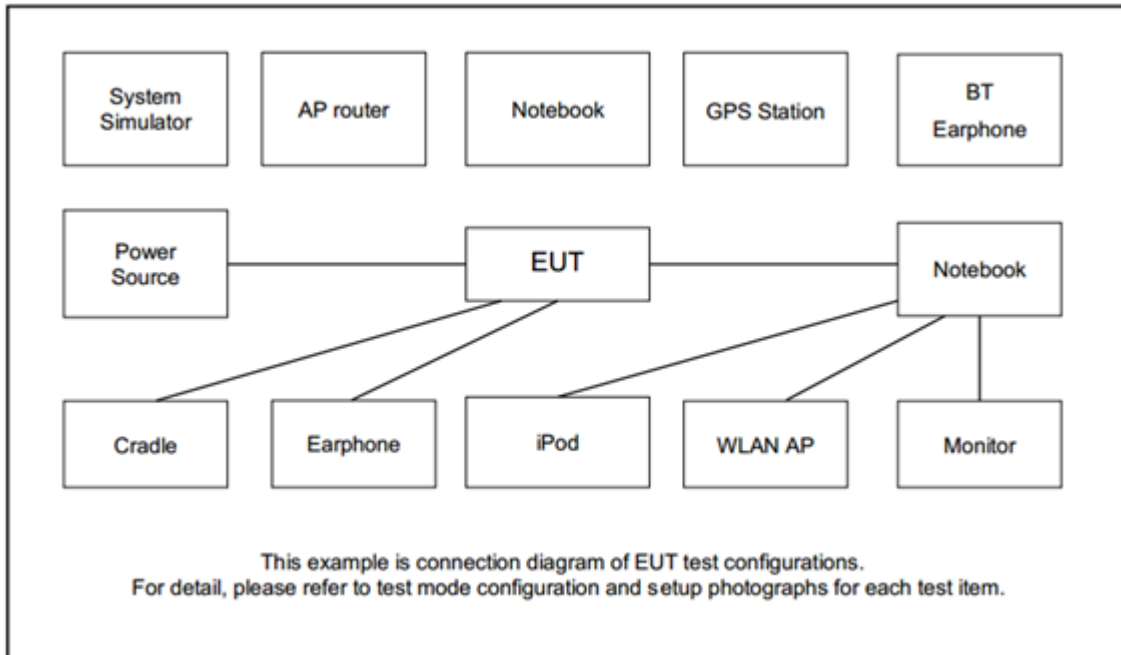 System
Simulator
AP router
Notebook
GPS Station
BT
Earphone
Power
Source
EUT
Notebook
Cradle
Earphone
iPod
WLAN AP
Monitor
This example is connection diagram of EUT test configurations.
For detail, please refer to test mode configuration and setup photographs for each test item.